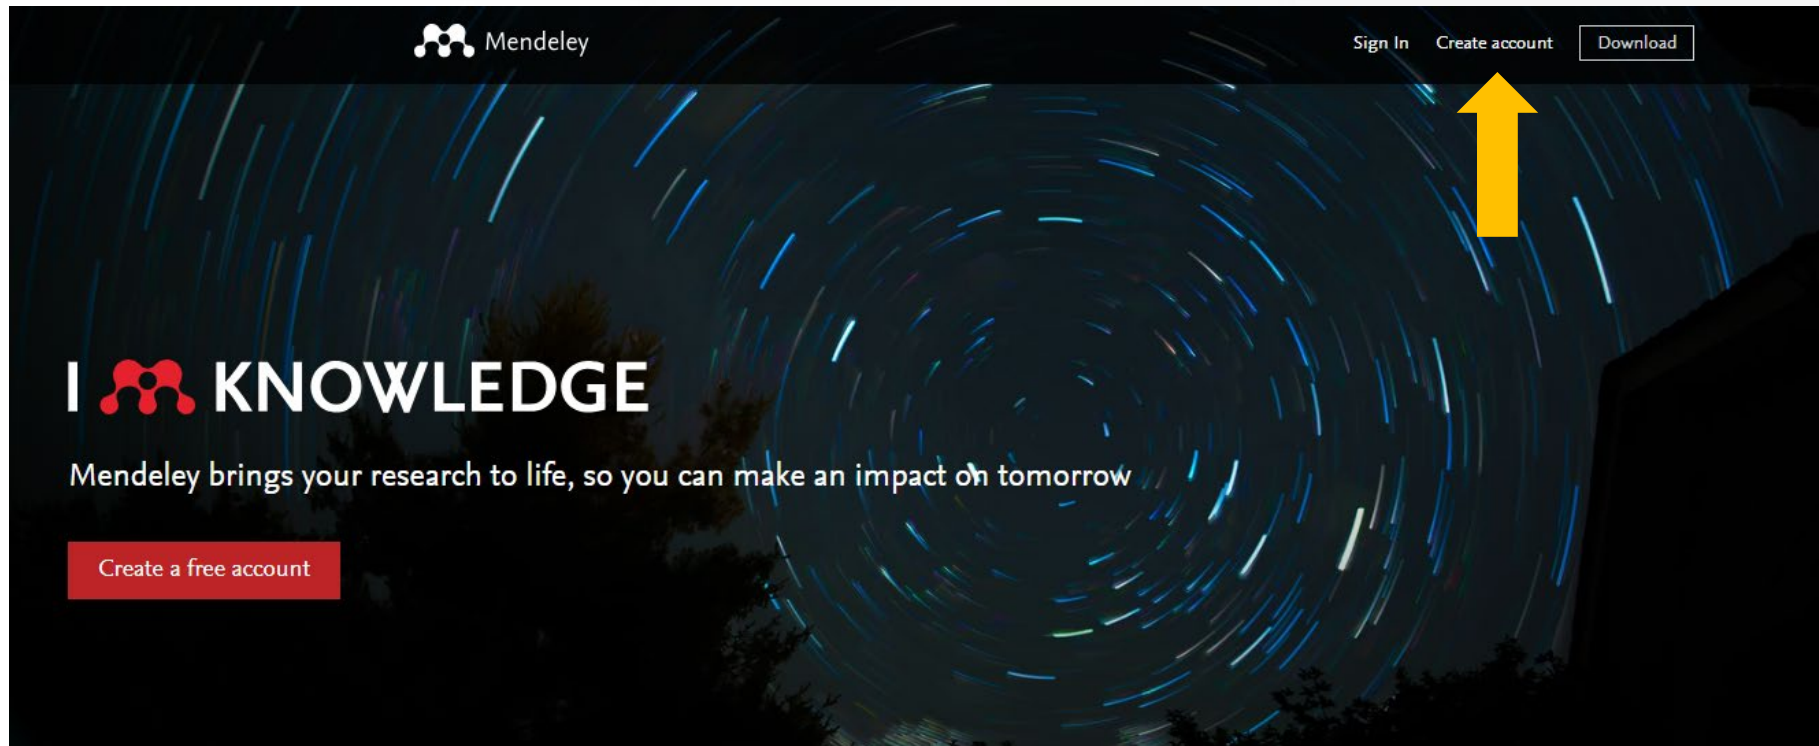 Mendeley
Sign In Create account Download
I KNOWLEDGE
Mendeley brings your research to life, so you can make an impact on tomorrow
Create a free account